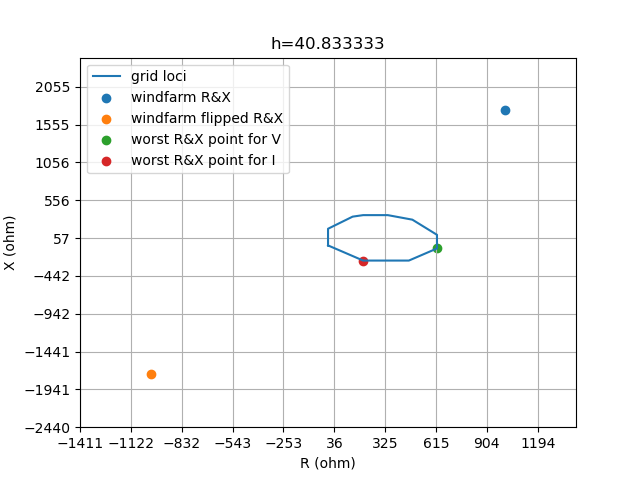 h=40.833333
grid loci
windfarm R&X
windfarm flipped R&X
worst R&X point for V
worst R&X point for I
2055
1555
1056
556
57
−442
−942
−1441
−1941
−2440
X (ohm)
−1411 −1122 −832 −543 −253 36 325 615 904 1194
R (ohm)